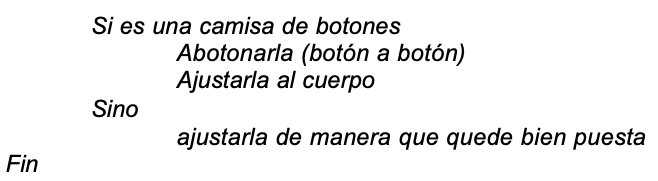 Si es una camisa de botones
Abotonarla (botón a botón)
Ajustarla al cuerpo
Sino
ajustarla de manera que quede bien puesta
Fin